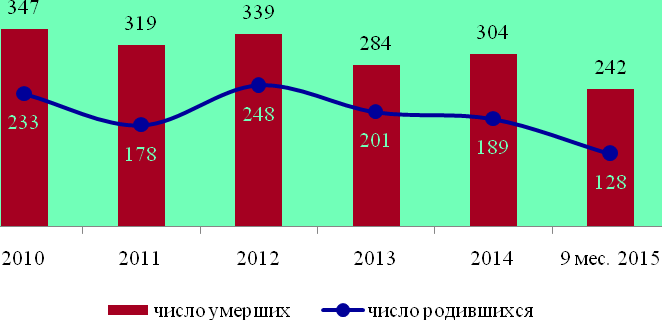 347 319 339 284 304 242
233 178 248 201 189 128
2010 2011 2012 2013 2014 9 мес. 2015
число умерших число родившихся